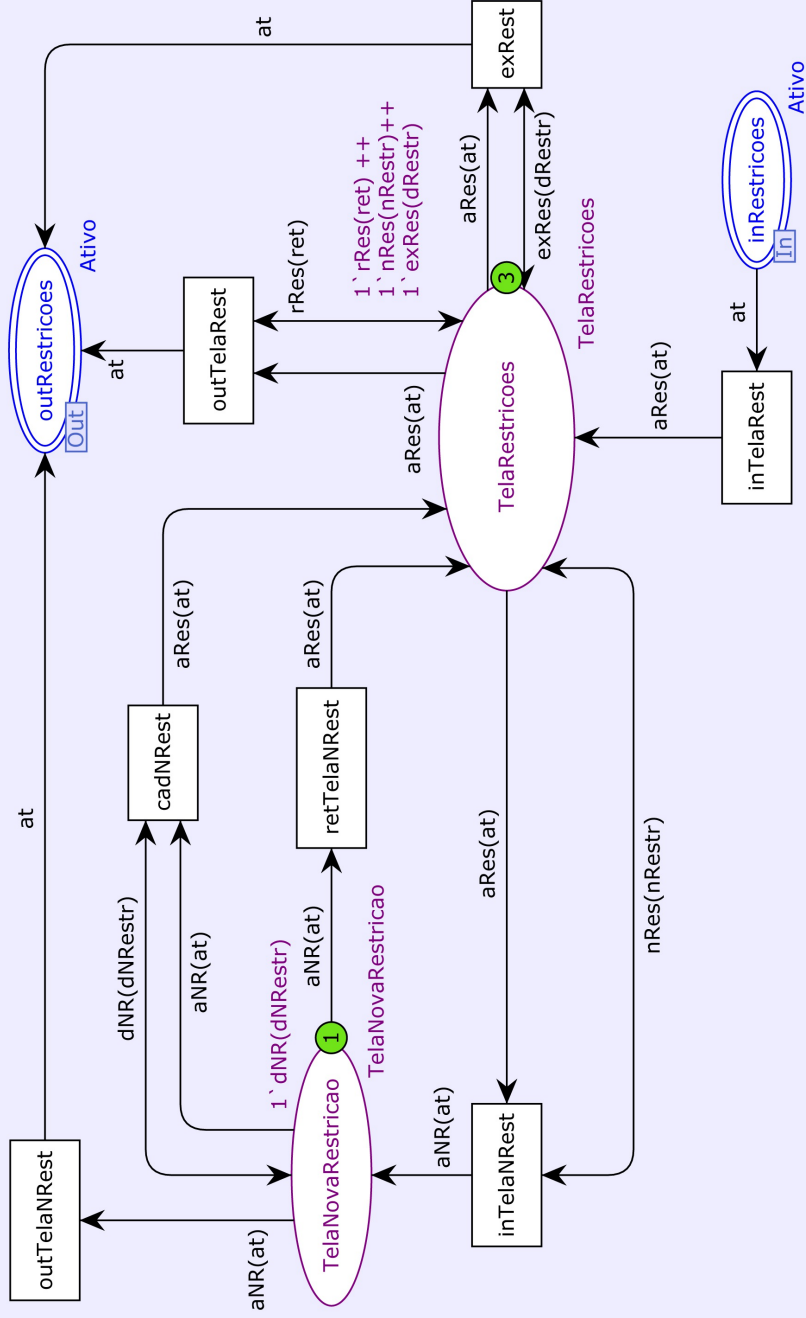 outTelaNRest
at
outRestricoes
Out
Ativo
at
aNR(at)
dNR(dNRestr)
aNR(at)
cadNRest
aRes(at)
at
outTelaRest
rRes(ret)
1`rRes(ret) ++
1`nRes(nRestr)++
1`exRes(dRestr)
TelaNovaRestricao
1
1`dNR(dNRestr)
TelaNovaRestricao
aNR(at)
retTelaNRest
aRes(at)
aRes(at)
aNR(at)
inTelaNRest
aRes(at)
TelaRestricoes
3
TelaRestricoes
aRes(at)
exRes(dRestr)
exRest
nRes(nRestr)
aRes(at)
inTelaRest
at
inRestricoes
In
Ativo